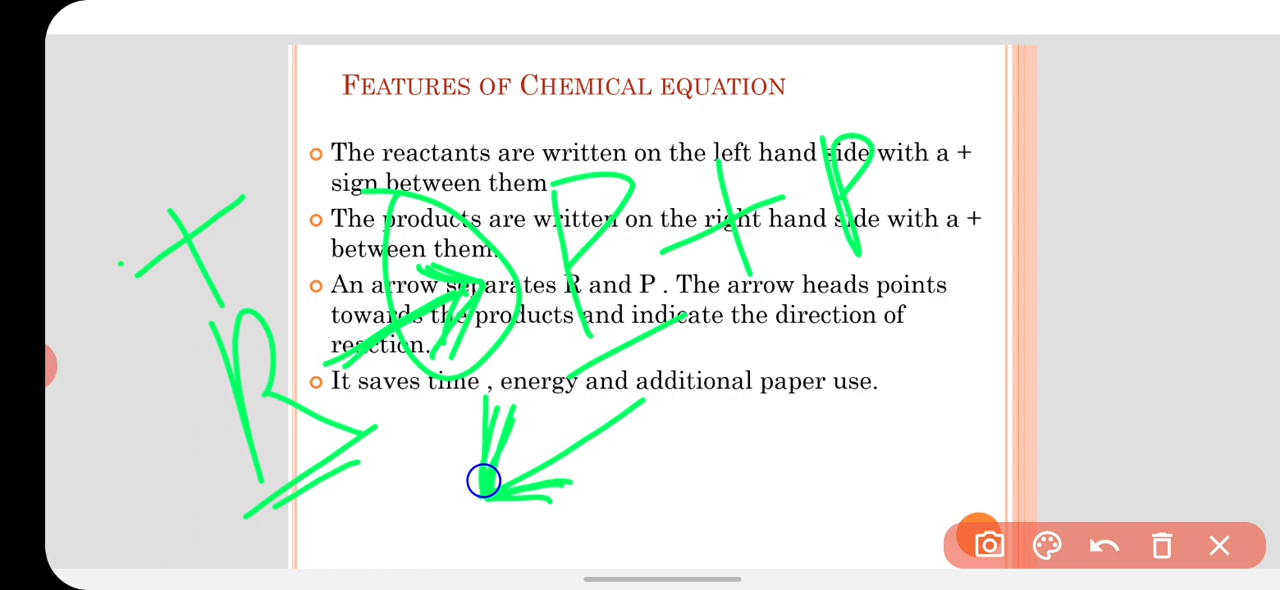 FEATURES OF CHEMICAL EQUATION
The reactants are written on the left hand side with a +
sign between them
The products are written on the right hand side with a +
between them.
An arrow separates R and P . The arrow heads points
towards the products and indicate the direction of
reaction.
It saves time , energy and additional paper use.
+ R
P + P